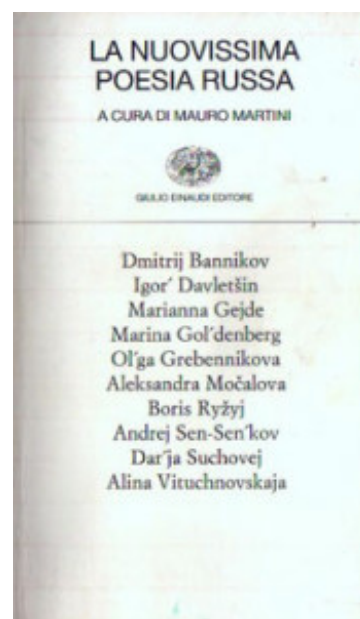 LA NUOVISSIMA
POESIA RUSSA
A CURA DI MAURO MARTINI
GIULIO EINAUDI EDITORE
Dmitrij Bannikov
Igor´ Davletšin
Marianna Gejde
Marina Gol´denberg
Ol´ga Grebennikova
Aleksandra Močalova
Boris Ryžyj
Andrej Sen-Sen´kov
Dar´ja Suchovej
Alina Vituchnovskaja